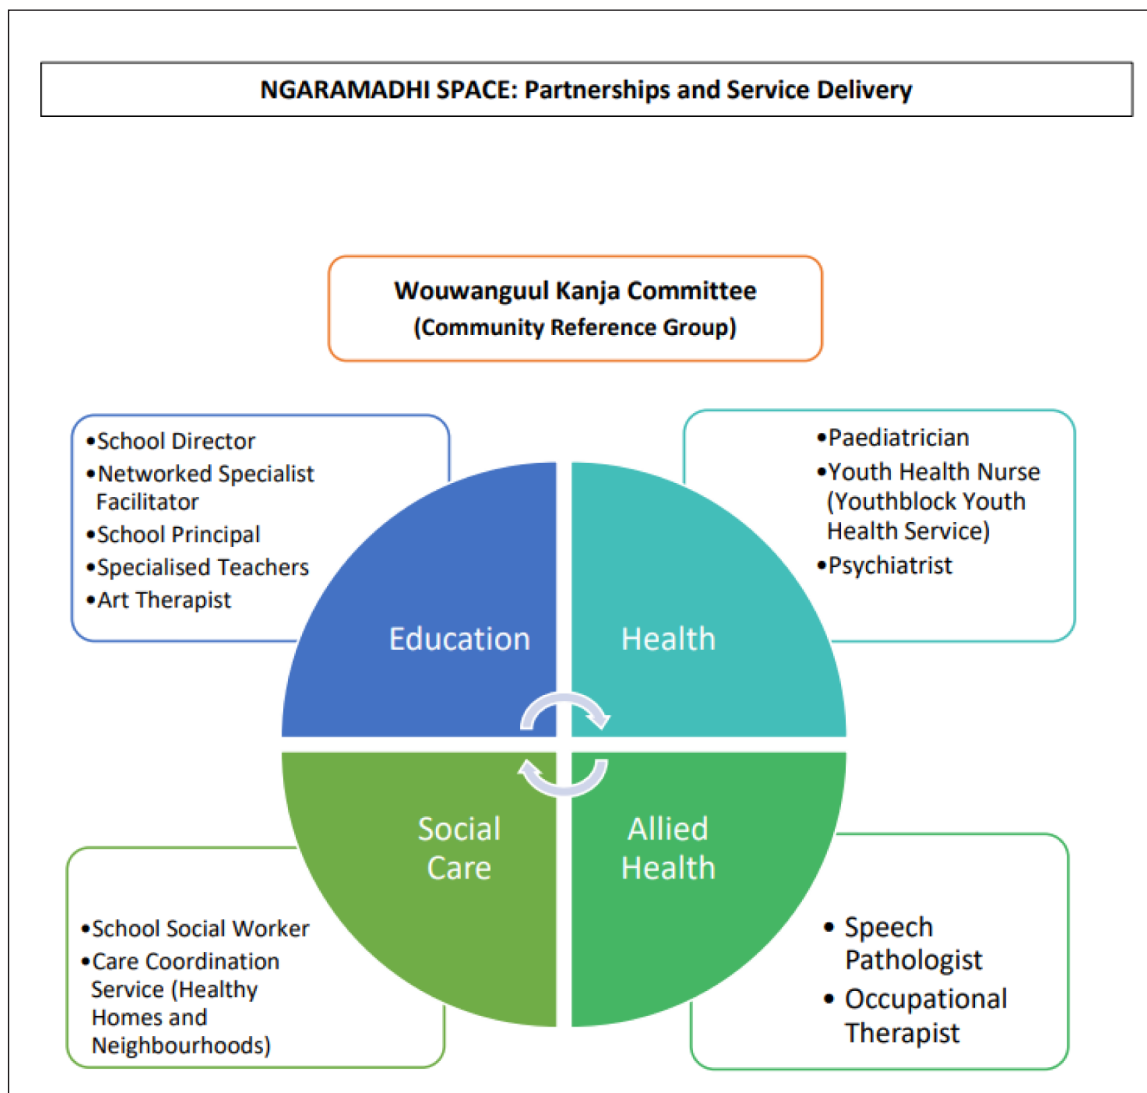 NGARAMADHI SPACE: Partnerships and Service Delivery
Wouwanguul Kanja Committee
(Community Reference Group)
•School Director
•Networked Specialist
Facilitator
•School Principal
•Specialised Teachers
•Art Therapist
•Paediatrician
•Youth Health Nurse
(Youthblock Youth
Health Service)
•Psychiatrist
Education
Health
Social
Care
Allied
Health
•School Social Worker
•Care Coordination
Service (Healthy
Homes and
Neighbourhoods)
• Speech
Pathologist
• Occupational
Therapist